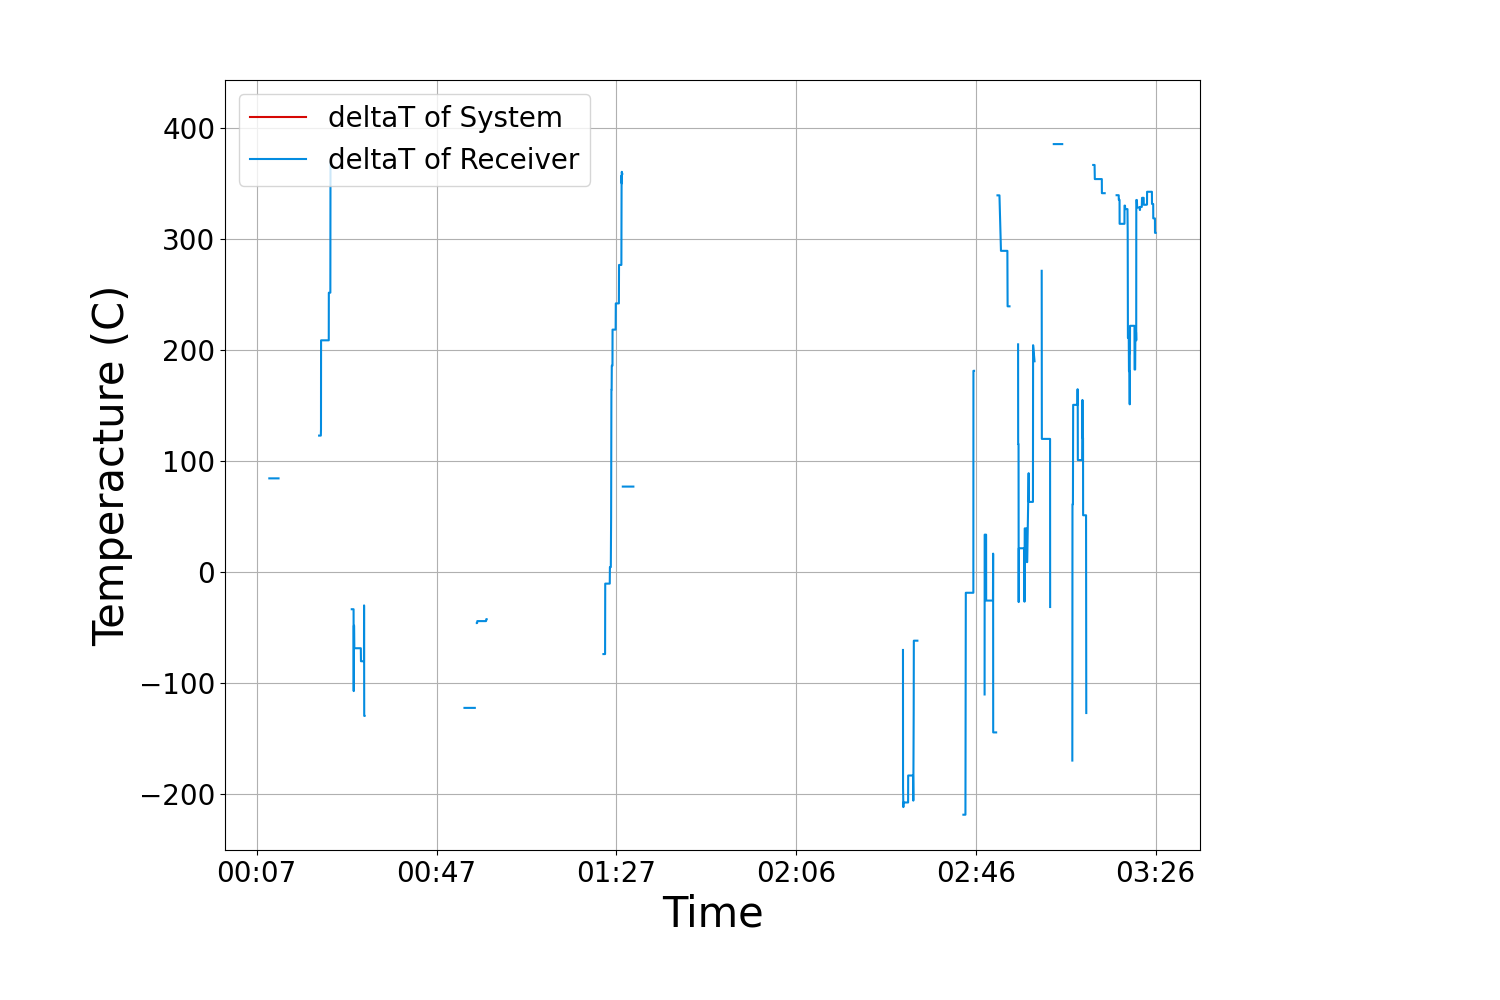 deltaT of System
deltaT of Receiver
400
300
200
100
0
−100
−200
Temperacture (C)
00:07 00:47 01:27 02:06 02:46 03:26
Time